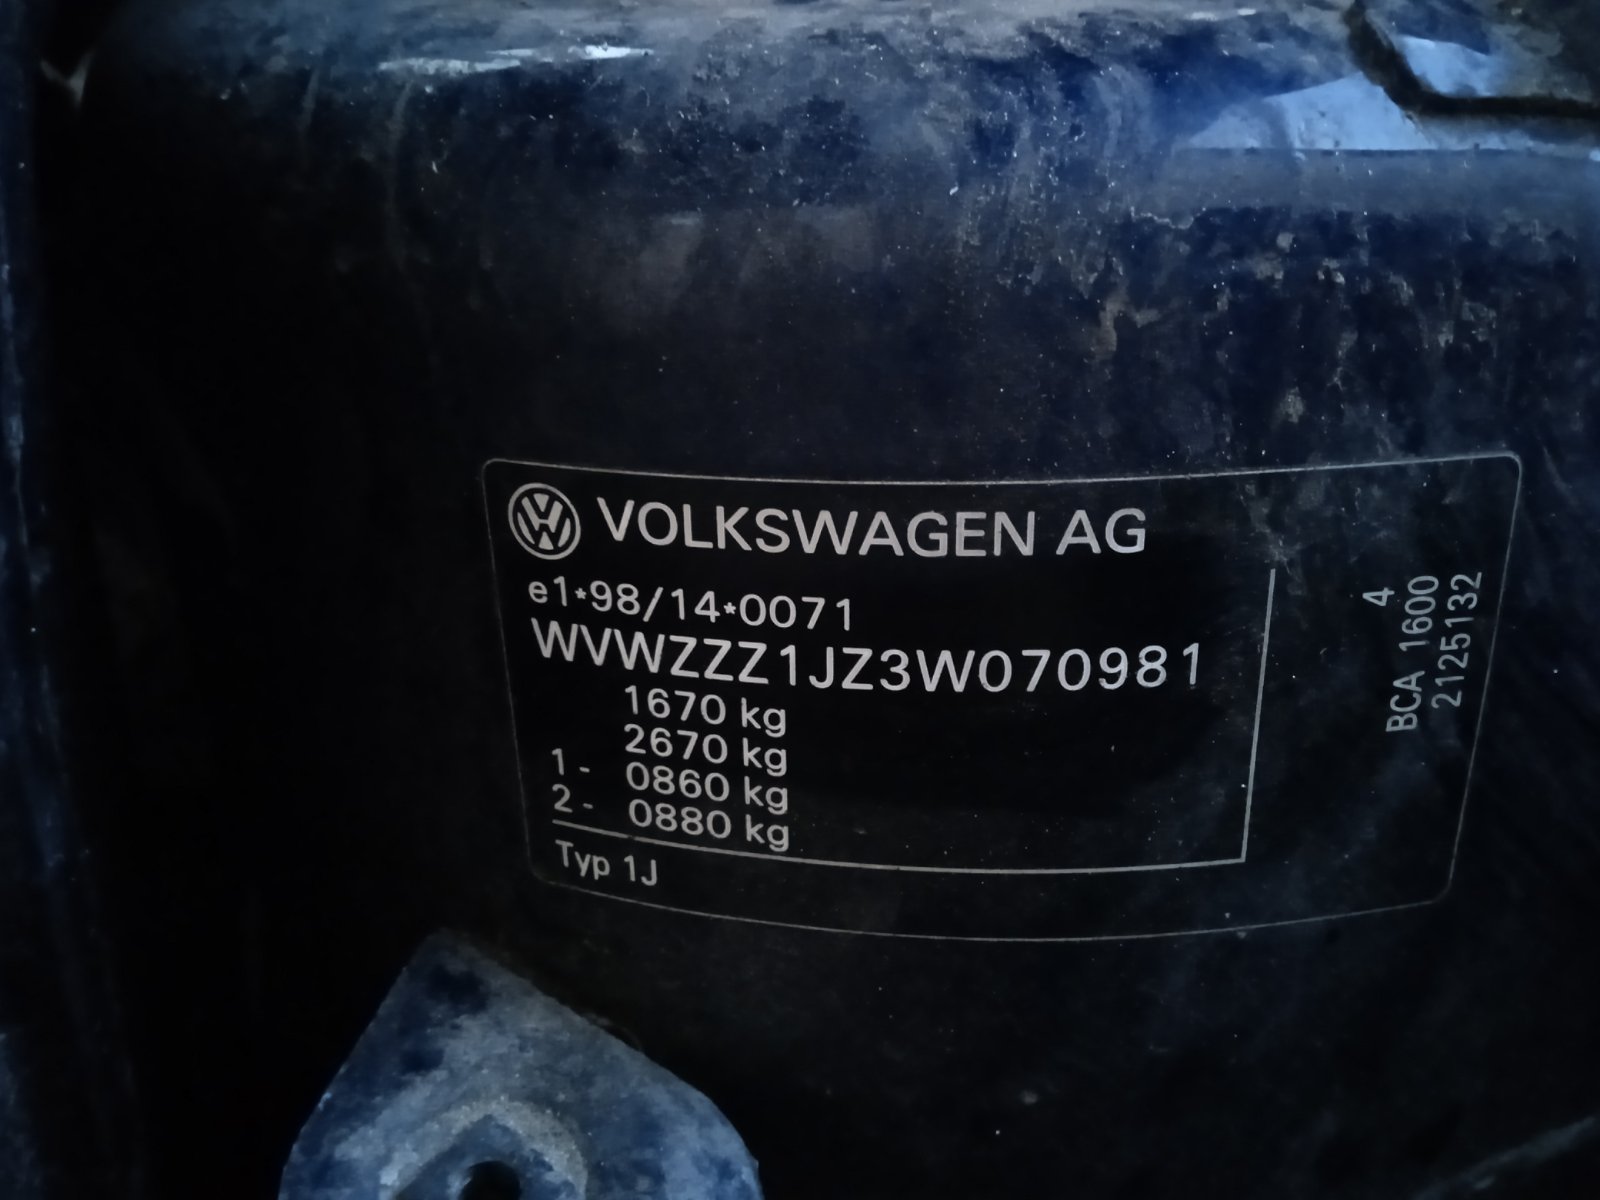 VOLKSWAGEN AG
e1*98/14*0071
WVWZZZ1JZ3W070981
1670 kg
2670 kg
1- 0860 kg
2- 0880 kg
Typ 1J
4
BCA 1600
2125132